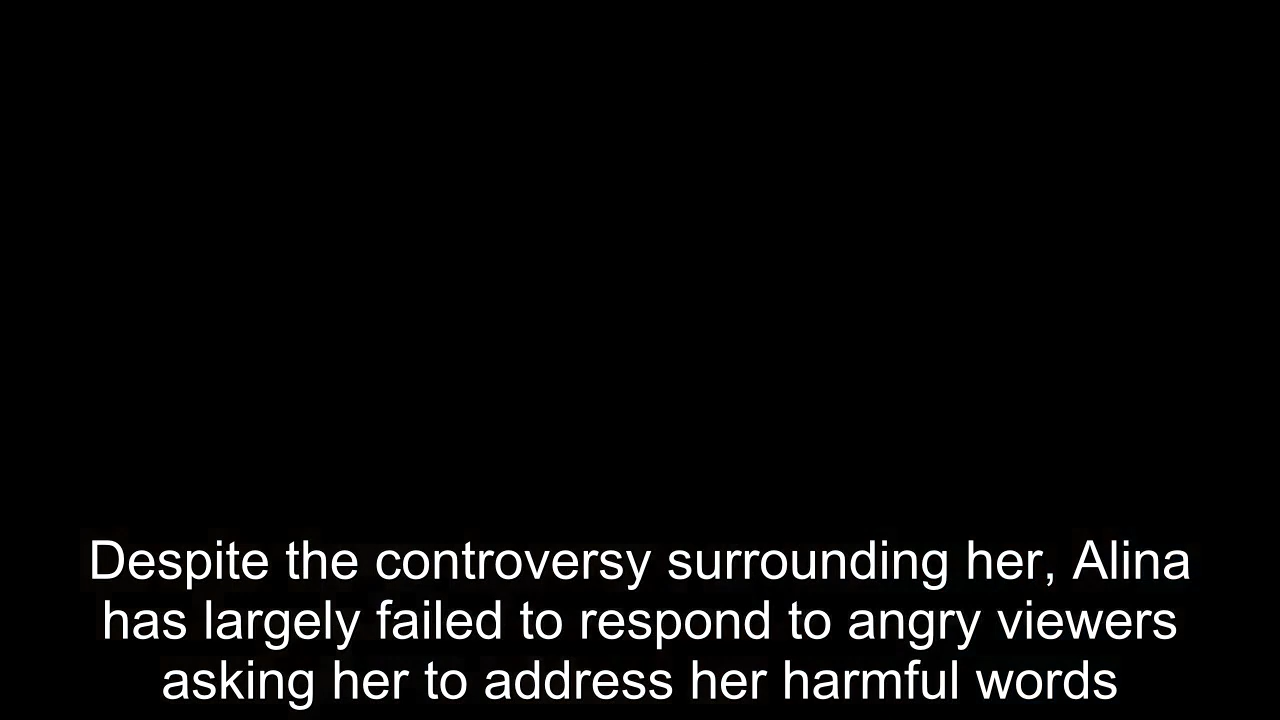 Despite the controversy surrounding her, Alina
has largely failed to respond to angry viewers
asking her to address her harmful words